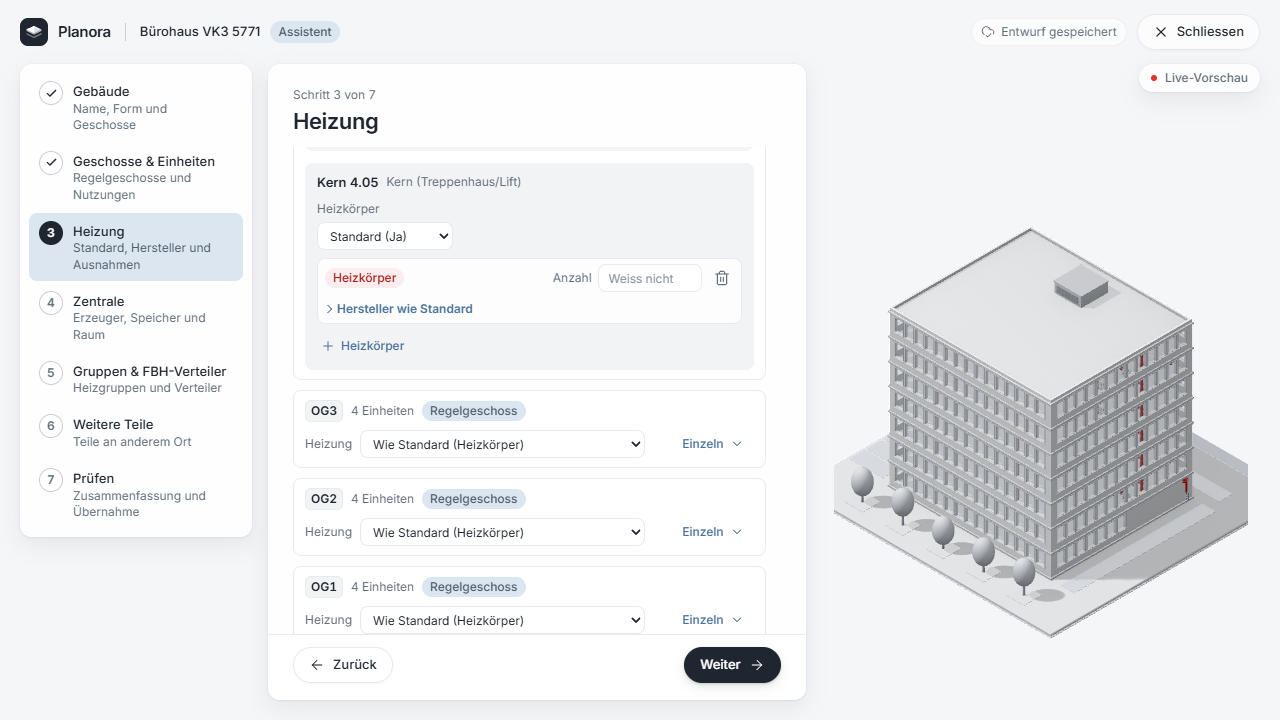 Planora
Bürohaus VK3 5771
Assistent
Entwurf gespeichert
Schliessen
Live-Vorschau
Gebäude
Name, Form und
Geschosse
Geschosse & Einheiten
Regelgeschosse und
Nutzungen
3
Heizung
Standard, Hersteller und
Ausnahmen
4
Zentrale
Erzeuger, Speicher und
Raum
5
Gruppen & FBH-Verteiler
Heizgruppen und Verteiler
6
Weitere Teile
Teile an anderem Ort
7
Prüfen
Zusammenfassung und
Übernahme
Schritt 3 von 7
Heizung
Kern 4.05 Kern (Treppenhaus/Lift)
Heizkörper
Standard (Ja)
Heizkörper Anzahl Weiss nicht
Hersteller wie Standard
Heizkörper
OG3 4 Einheiten Regelgeschoss
Heizung Wie Standard (Heizkörper) Einzeln
OG2 4 Einheiten Regelgeschoss
Heizung Wie Standard (Heizkörper) Einzeln
OG1 4 Einheiten Regelgeschoss
Heizung Wie Standard (Heizkörper) Einzeln
Zurück
Weiter